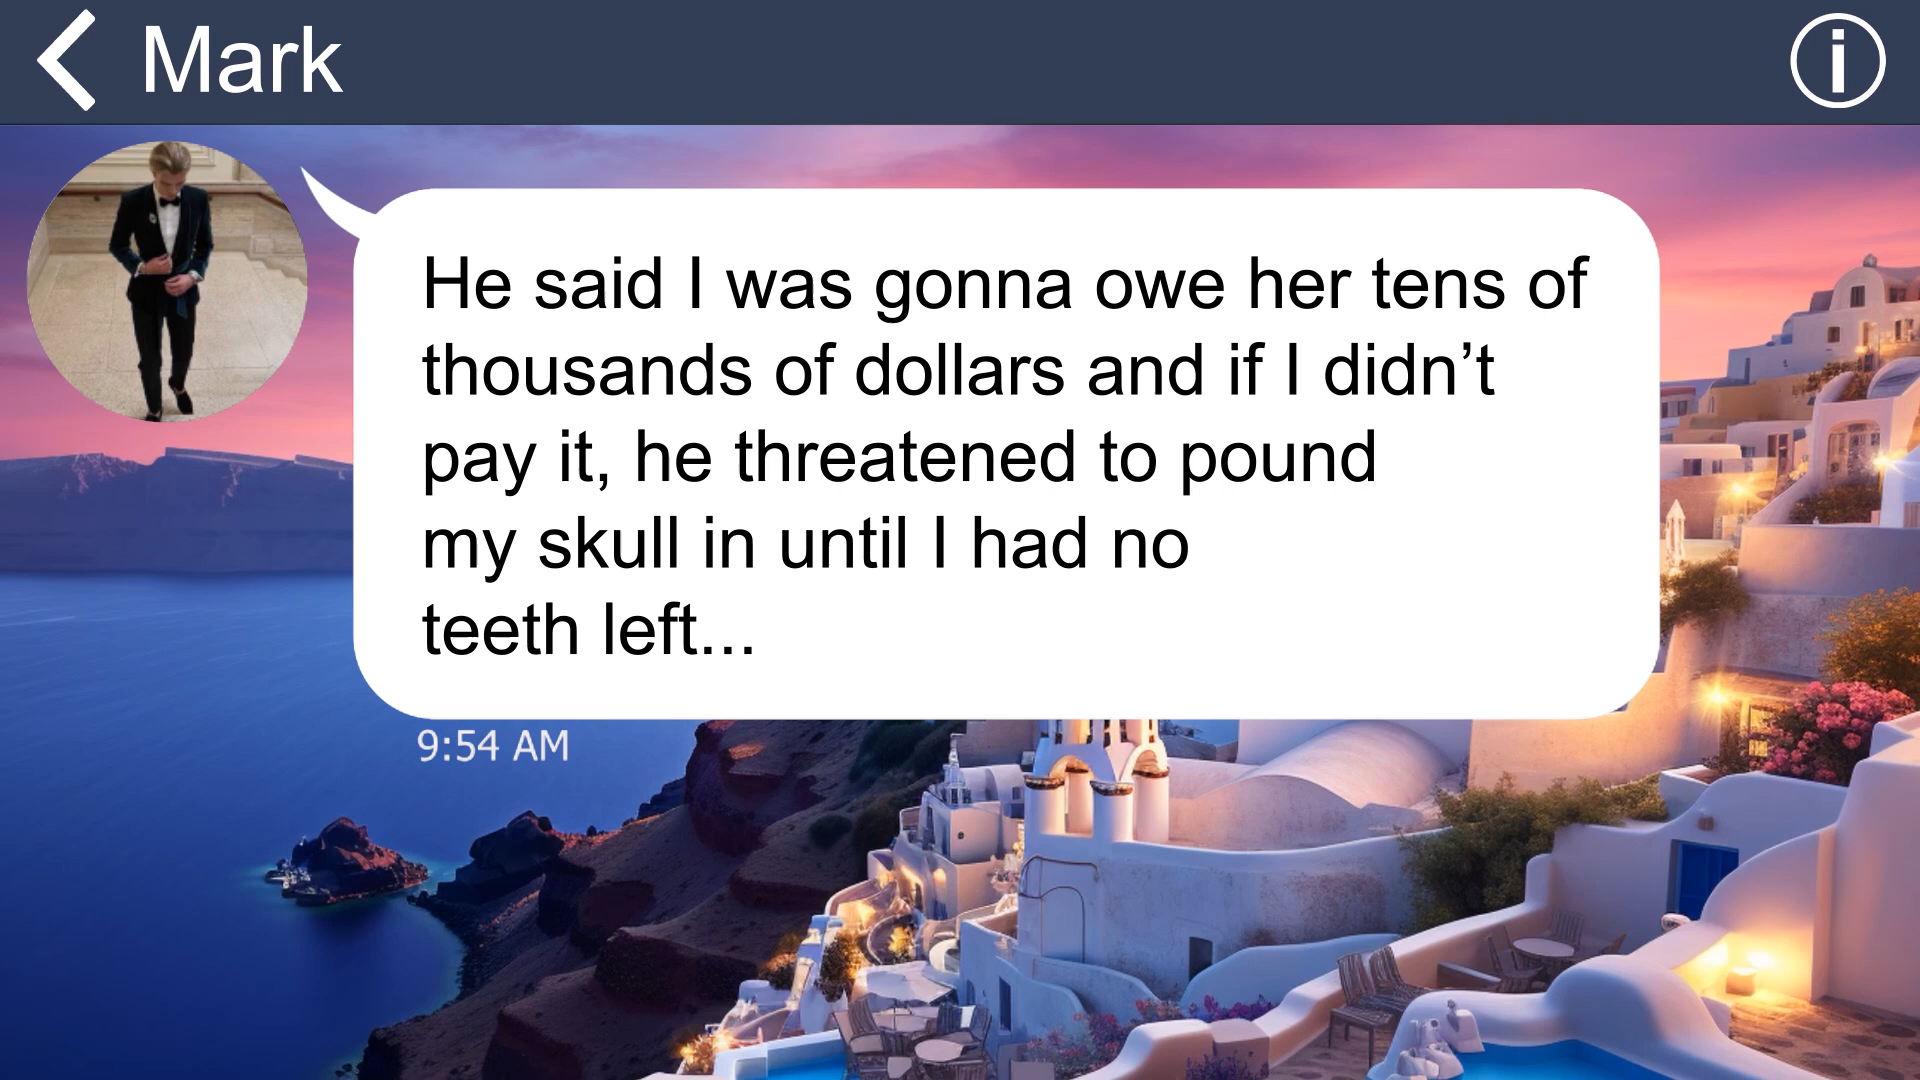 Mark
He said I was gonna owe her tens of
thousands of dollars and if I didn’t
pay it, he threatened to pound
my skull in until I had no
teeth left...
9:54 AM